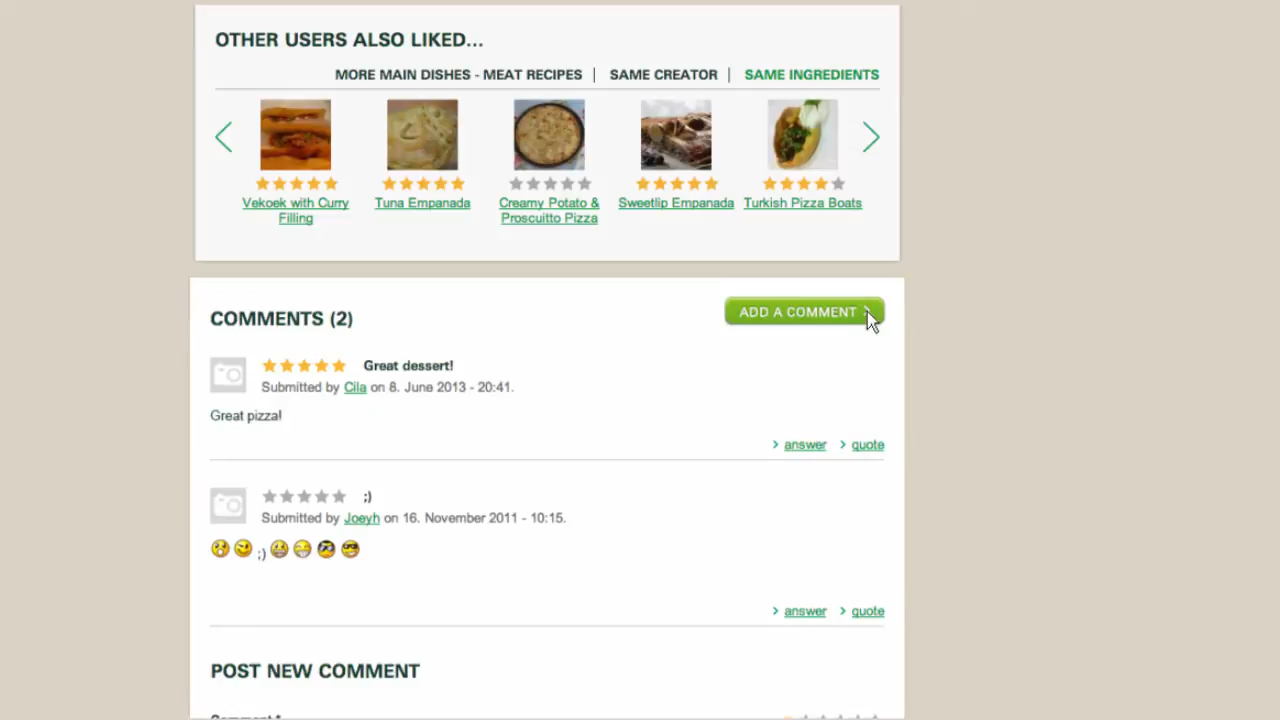 OTHER USERS ALSO LIKED...
MORE MAIN DISHES - MEAT RECIPES | SAME CREATOR | SAME INGREDIENTS
Vekoek with Curry Filling
Tuna Empanada
Creamy Potato & Proscuitto Pizza
Sweetlip Empanada
Turkish Pizza Boats
COMMENTS (2)
ADD A COMMENT
Great dessert!
Submitted by Cila on 8. June 2013 - 20:41.
Great pizza!
> answer > quote
;)
Submitted by Joeyh on 16. November 2011 - 10:15.
;)
> answer > quote
POST NEW COMMENT
Comment *